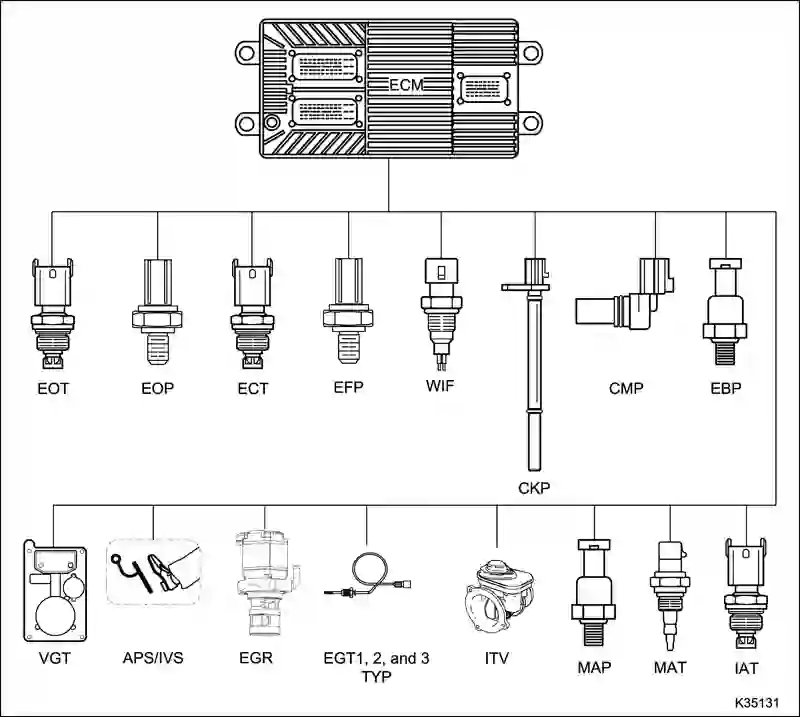 ECM
EOT
EOP
ECT
EFP
WIF
CMP
EBP
CKP
VGT
APS/IVS
EGR
EGT1, 2, and 3
TYP
ITV
MAP
MAT
IAT
K35131